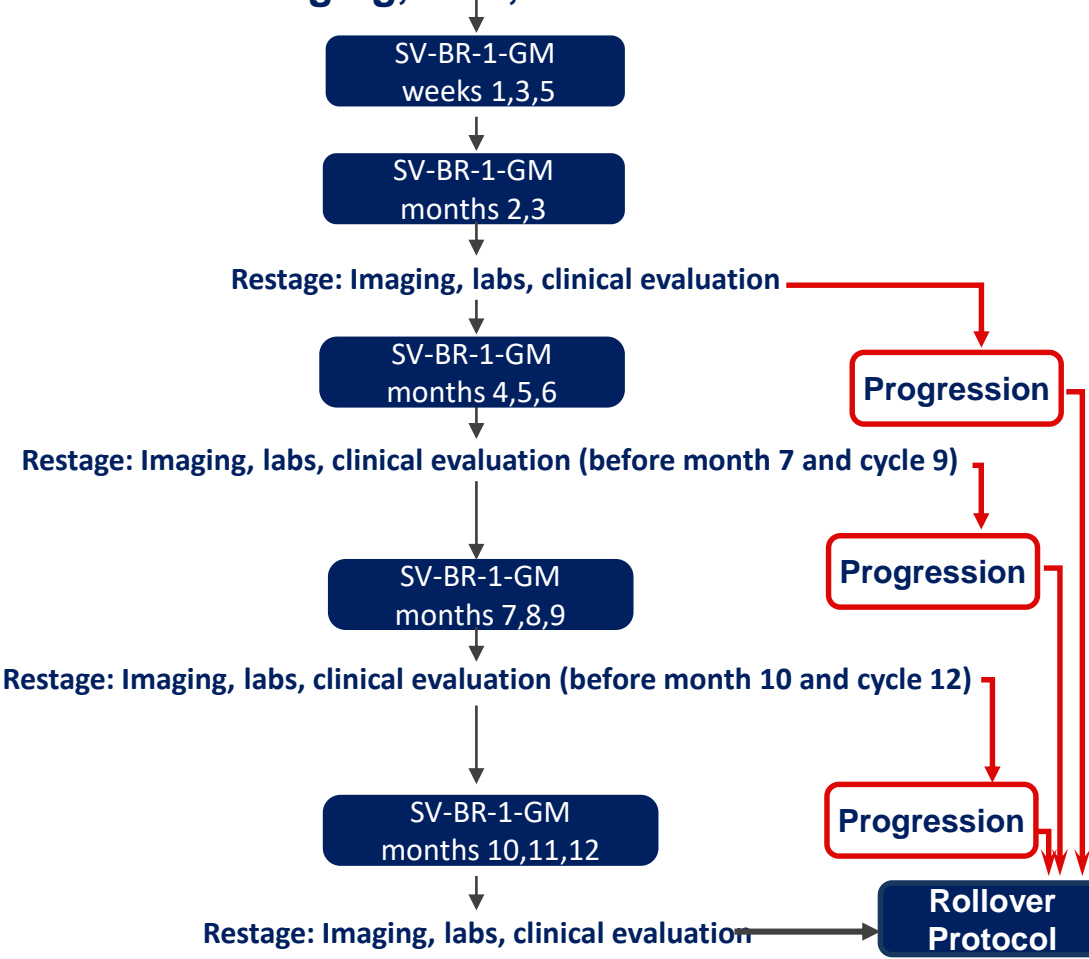 SV-BR-1-GM
weeks 1,3,5
SV-BR-1-GM
months 2,3
Restage: Imaging, labs, clinical evaluation
SV-BR-1-GM
months 4,5,6
Progression
Restage: Imaging, labs, clinical evaluation (before month 7 and cycle 9)
SV-BR-1-GM
months 7,8,9
Progression
Restage: Imaging, labs, clinical evaluation (before month 10 and cycle 12)
SV-BR-1-GM
months 10,11,12
Progression
Restage: Imaging, labs, clinical evaluation
Rollover
Protocol